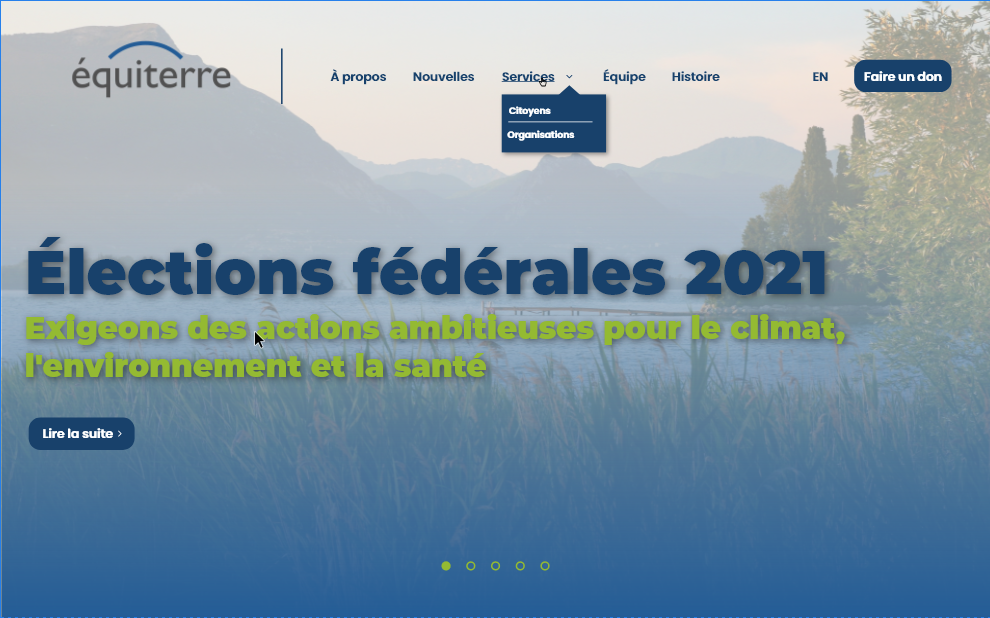 équiterre
À propos
Nouvelles
Services
Équipe
Histoire
EN
Faire un don
Citoyens
Organisations
Élections fédérales 2021
Exigeons des actions ambitieuses pour le climat,
l'environnement et la santé
Lire la suite